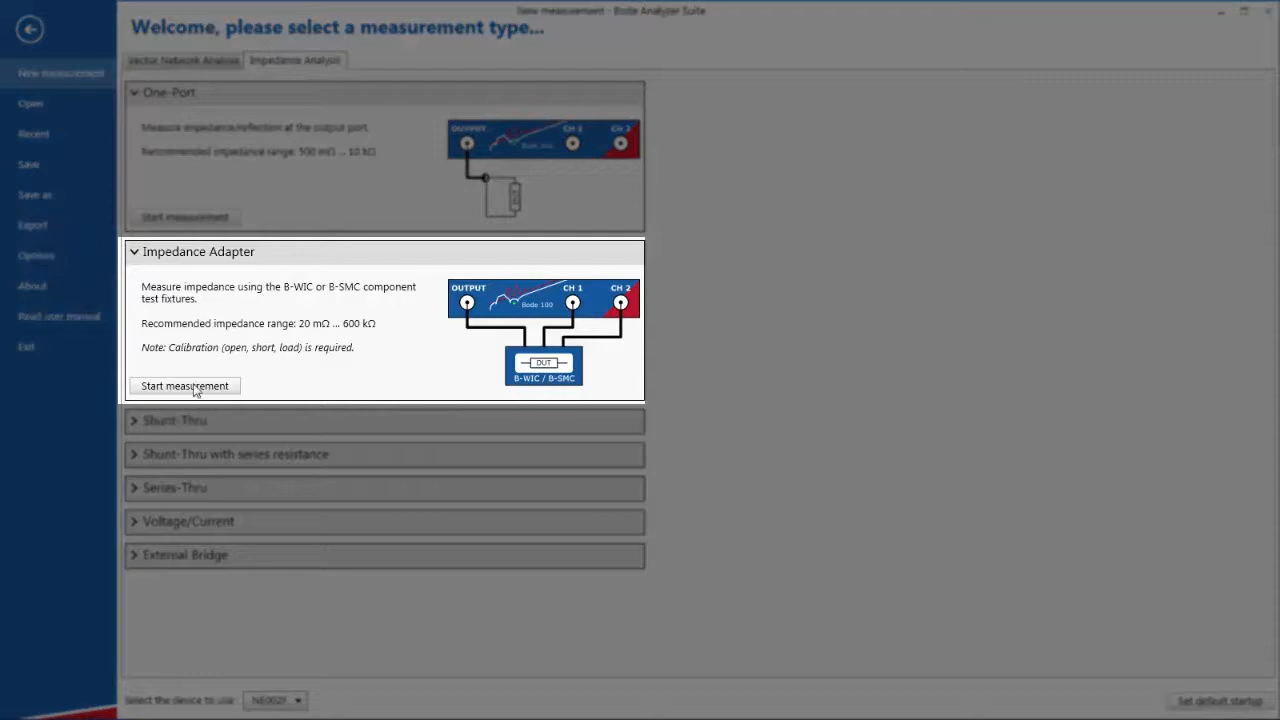 New measurement - Bode Analyzer Suite
Welcome, please select a measurement type...
New measurement
Open
Recent
Save
Save as
Export
Options
About
Read user manual
Exit
Vector Network Analysis
Impedance Analysis
One-Port
Measure impedance/reflection at the output port.
Recommended impedance range: 500 mΩ ... 10 kΩ
OUTPUT
CH 1
CH 2
Bode 100
DUT
Start measurement
Impedance Adapter
Measure impedance using the B-WIC or B-SMC component
test fixtures.
Recommended impedance range: 20 mΩ ... 600 kΩ
Note: Calibration (open, short, load) is required.
OUTPUT
CH 1
CH 2
Bode 100
DUT
B-WIC / B-SMC
Start measurement
Shunt-Thru
Shunt-Thru with series resistance
Series-Thru
Voltage/Current
External Bridge
Select the device to use:
Set default startup